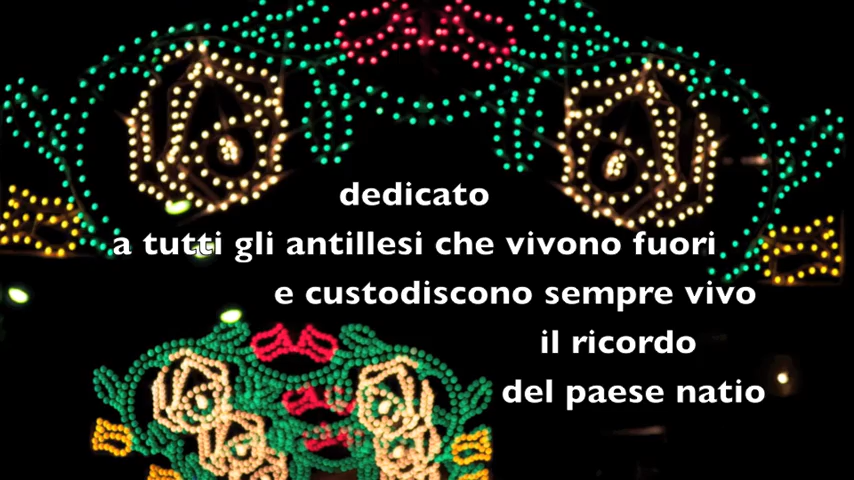 dedicato
a tutti gli antillesi che vivono fuori
e custodiscono sempre vivo
il ricordo
del paese natio